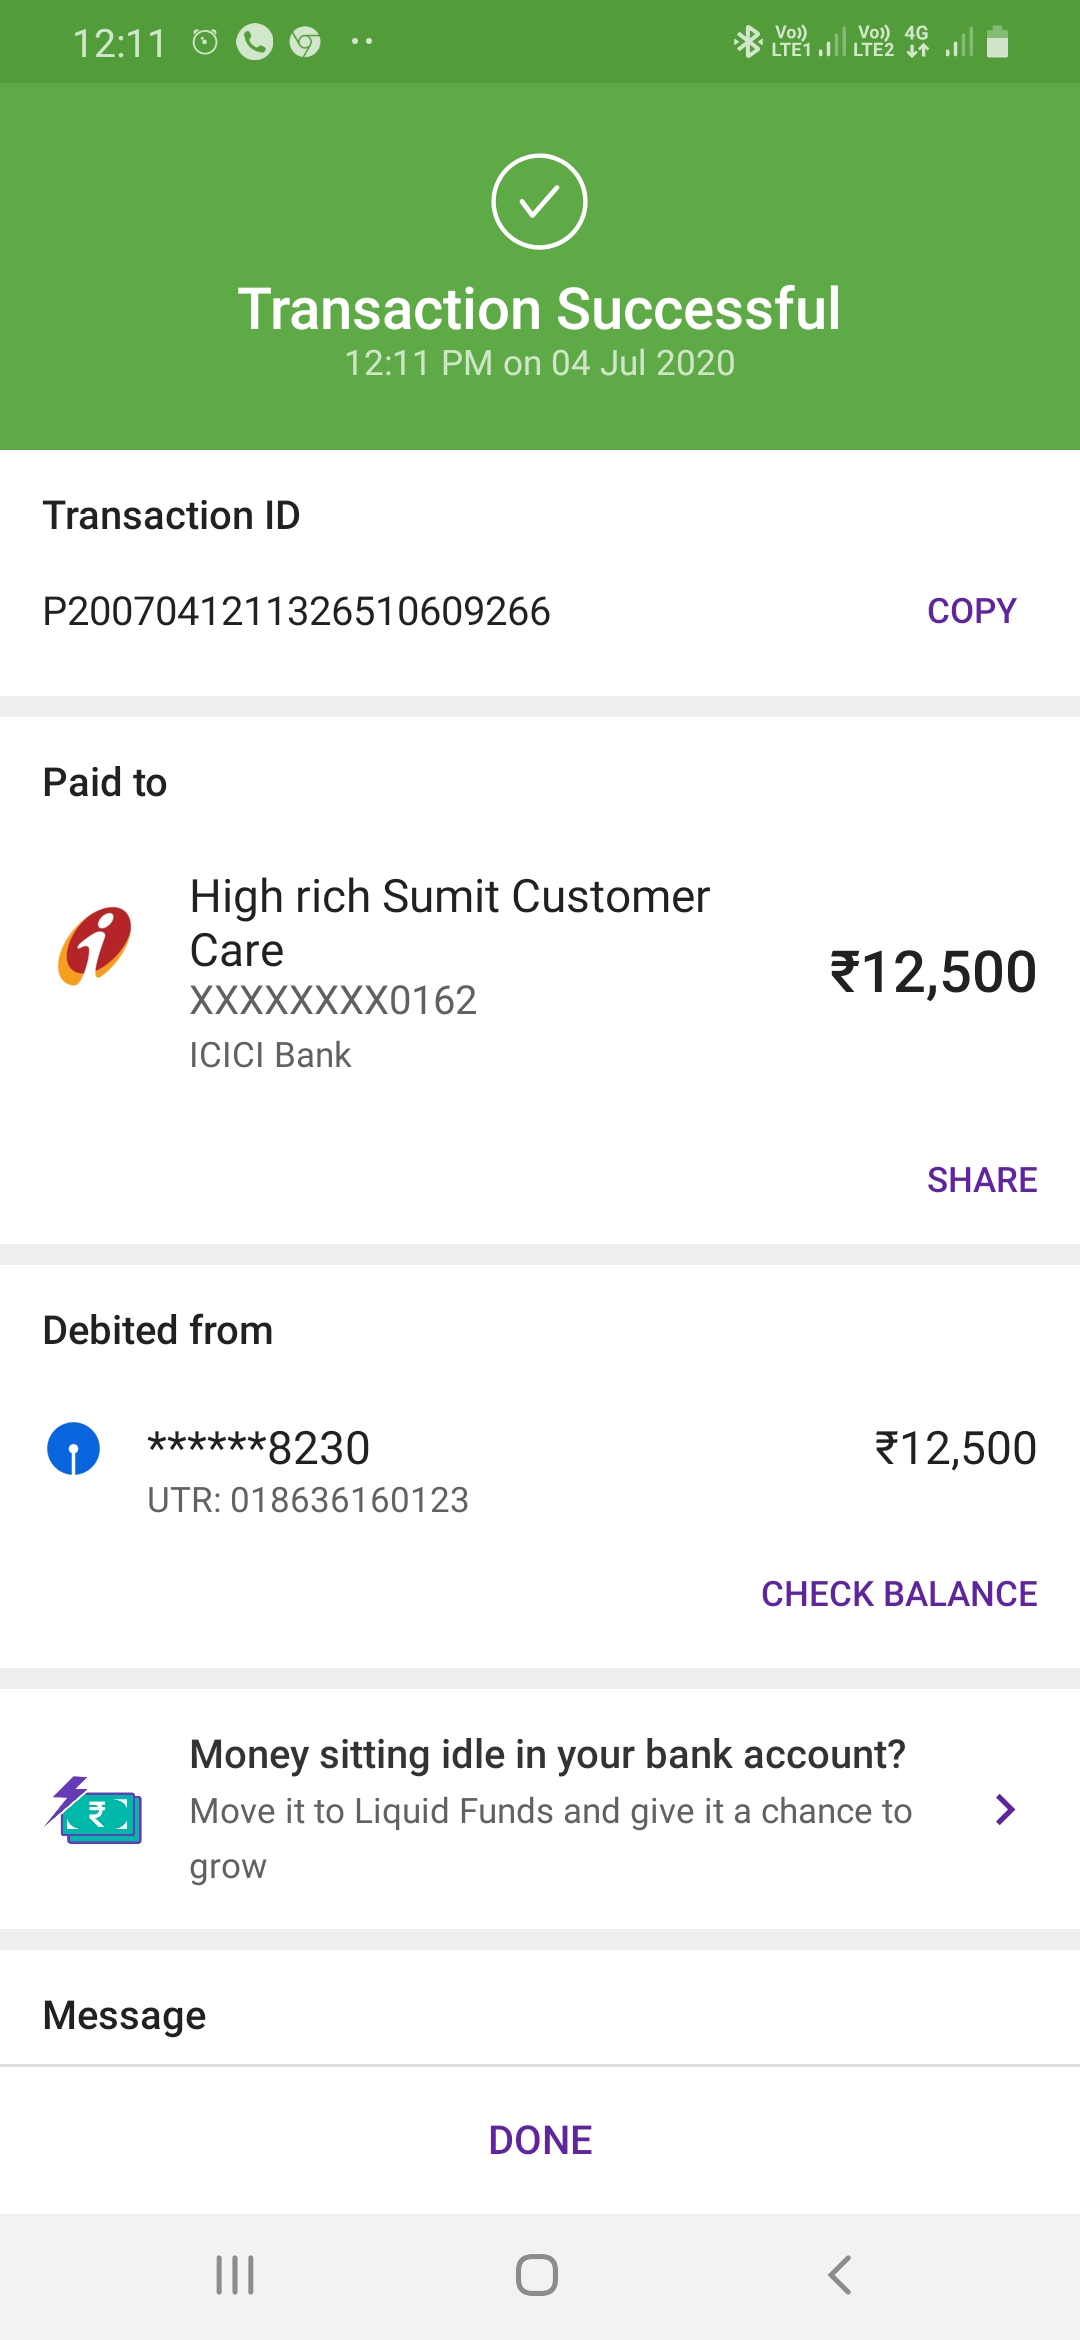 12:11
Vo)) LTE1 Vo)) LTE2 4G
Transaction Successful
12:11 PM on 04 Jul 2020
Transaction ID
P2007041211326510609266
COPY
Paid to
High rich Sumit Customer
Care
XXXXXXXX0162
ICICI Bank
₹12,500
SHARE
Debited from
******8230
₹12,500
UTR: 018636160123
CHECK BALANCE
Money sitting idle in your bank account?
Move it to Liquid Funds and give it a chance to
grow
Message
DONE